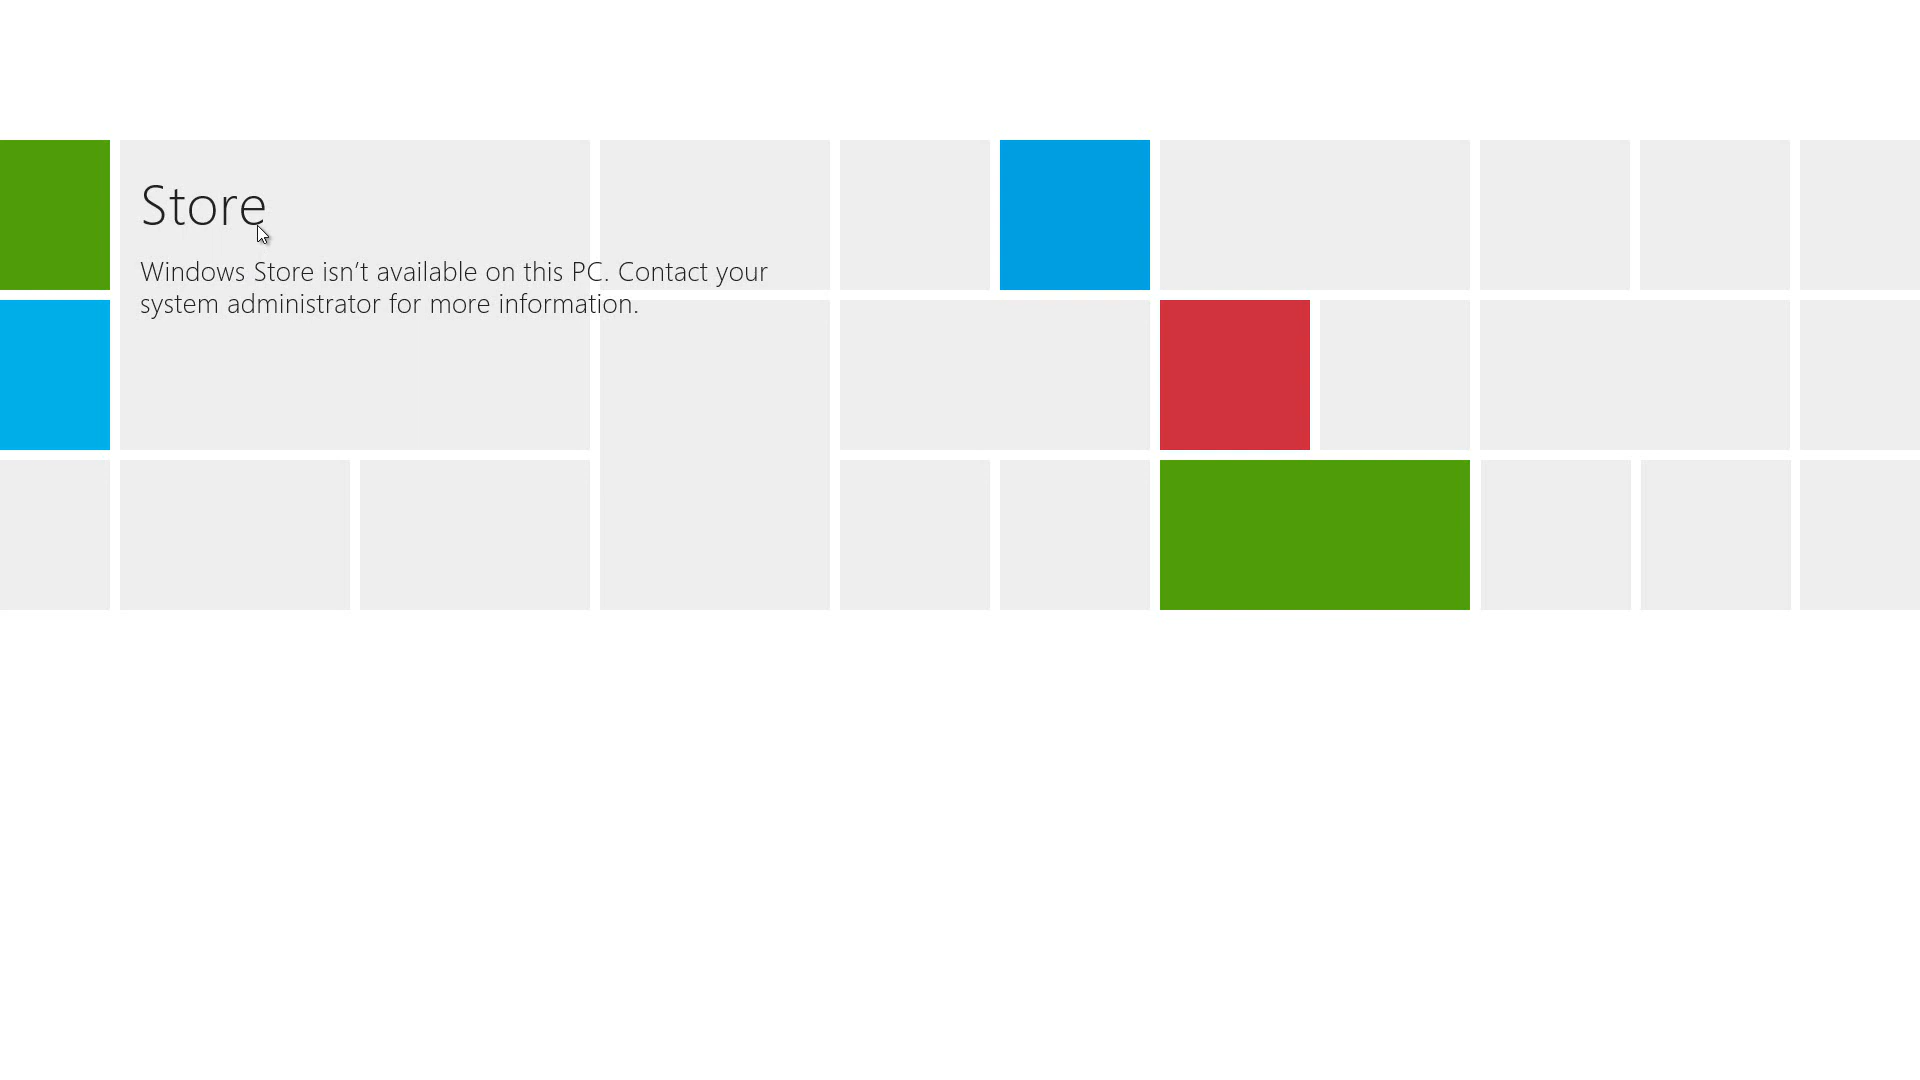 Store
Windows Store isn’t available on this PC. Contact your
system administrator for more information.